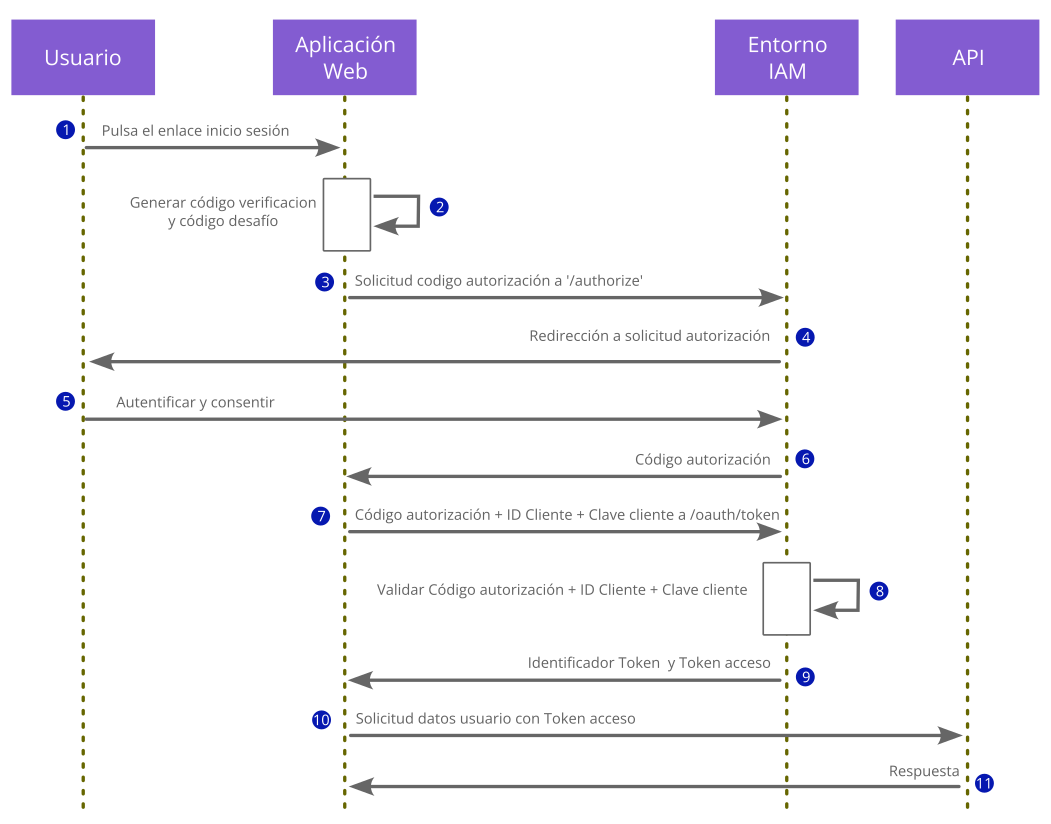 Usuario
Aplicación
Web
Entorno
IAM
API
1
Pulsa el enlace inicio sesión
Generar código verificacion
y código desafío
2
3
Solicitud codigo autorización a '/authorize'
Redirección a solicitud autorización
4
5
Autentificar y consentir
Código autorización
6
7
Código autorización + ID Cliente + Clave cliente a /oauth/token
Validar Código autorización + ID Cliente + Clave cliente
8
Identificador Token y Token acceso
9
10
Solicitud datos usuario con Token acceso
Respuesta
11